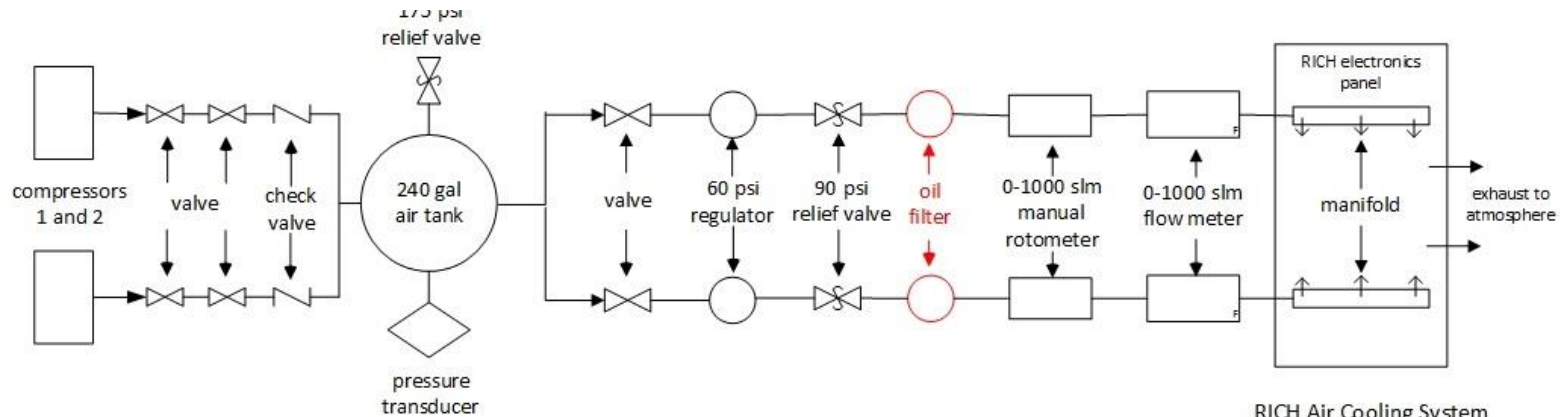 175 psi
relief valve
compressors
1 and 2
valve
check
valve
240 gal
air tank
pressure
transducer
valve
60 psi
regulator
90 psi
relief valve
oil
filter
0-1000 slm
manual
rotometer
0-1000 slm
flow meter
F
F
RICH electronics
panel
manifold
exhaust to
atmosphere
RICH Air Cooling System